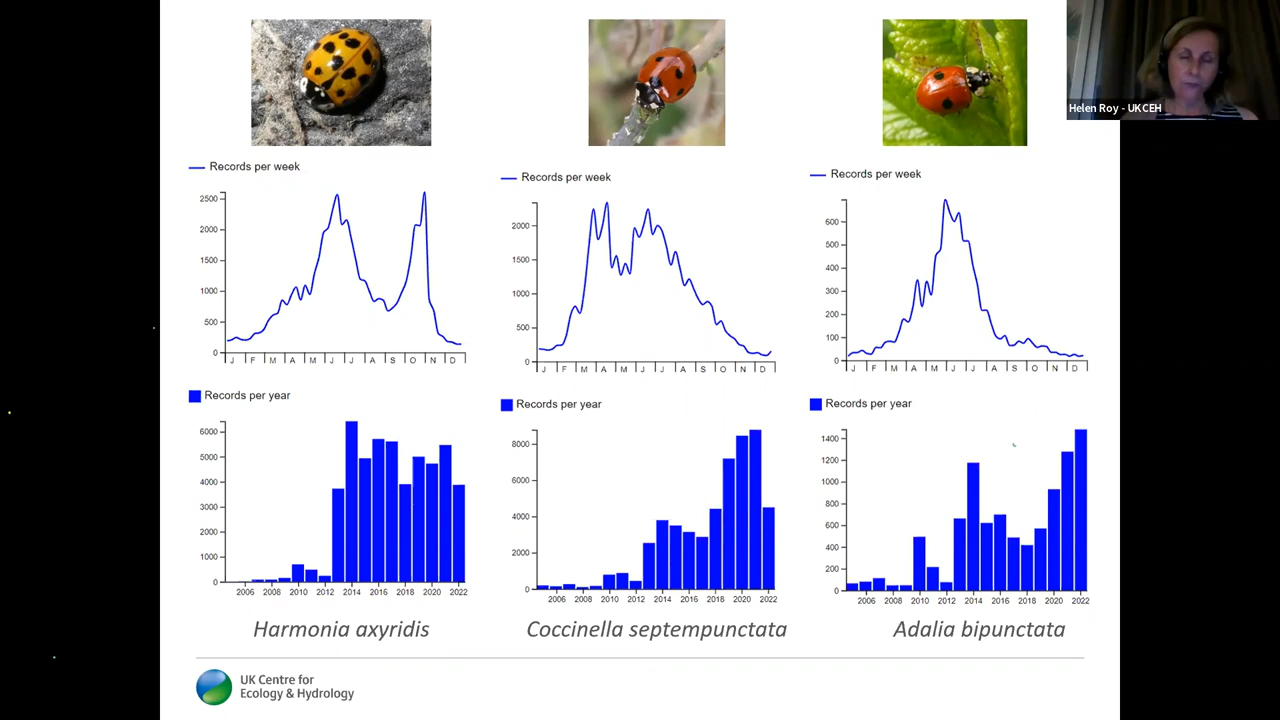 Helen Roy - UKCEH
Records per week
2500
2000
1500
1000
500
0
J F M A M J J A S O N D
Records per week
2000
1500
1000
500
0
J F M A M J J A S O N D
Records per week
600
500
400
300
200
100
0
J F M A M J J A S O N D
Records per year
6000
5000
4000
3000
2000
1000
0
2006 2008 2010 2012 2014 2016 2018 2020 2022
Records per year
8000
6000
4000
2000
0
2006 2008 2010 2012 2014 2016 2018 2020 2022
Records per year
1400
1200
1000
800
600
400
200
0
2006 2008 2010 2012 2014 2016 2018 2020 2022
Harmonia axyridis
Coccinella septempunctata
Adalia bipunctata
UK Centre for
Ecology & Hydrology